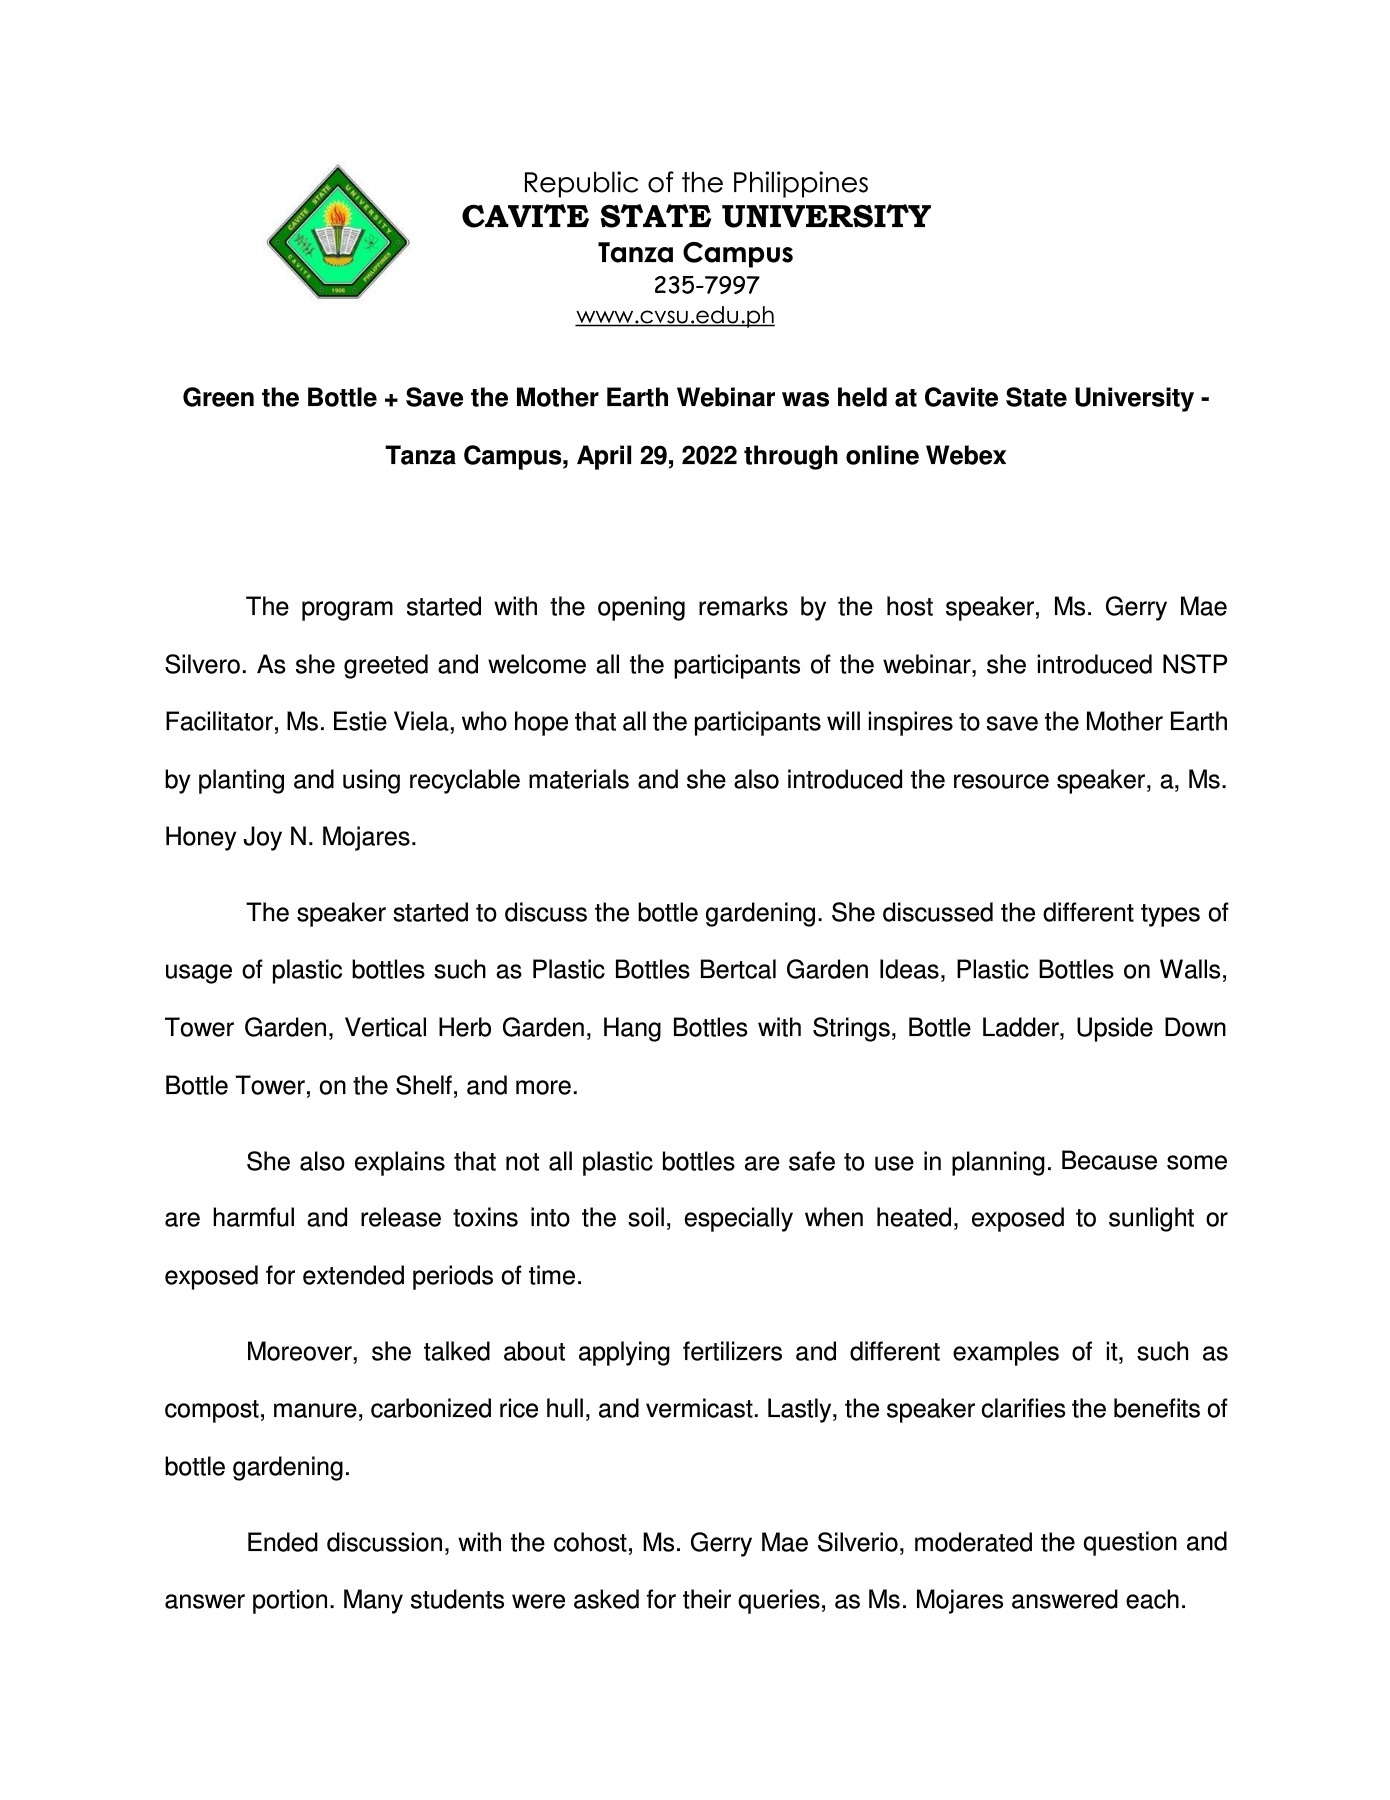 CAVITE STATE UNIVERSITY
CAVITE PHILIPPINES
1906
Republic of the Philippines
CAVITE STATE UNIVERSITY
Tanza Campus
235-7997
www.cvsu.edu.ph
Green the Bottle + Save the Mother Earth Webinar was held at Cavite State University -
Tanza Campus, April 29, 2022 through online Webex
The program started with the opening remarks by the host speaker, Ms. Gerry Mae
Silvero. As she greeted and welcome all the participants of the webinar, she introduced NSTP
Facilitator, Ms. Estie Viela, who hope that all the participants will inspires to save the Mother Earth
by planting and using recyclable materials and she also introduced the resource speaker, a, Ms.
Honey Joy N. Mojares.
The speaker started to discuss the bottle gardening. She discussed the different types of
usage of plastic bottles such as Plastic Bottles Bertcal Garden Ideas, Plastic Bottles on Walls,
Tower Garden, Vertical Herb Garden, Hang Bottles with Strings, Bottle Ladder, Upside Down
Bottle Tower, on the Shelf, and more.
She also explains that not all plastic bottles are safe to use in planning. Because some
are harmful and release toxins into the soil, especially when heated, exposed to sunlight or
exposed for extended periods of time.
Moreover, she talked about applying fertilizers and different examples of it, such as
compost, manure, carbonized rice hull, and vermicast. Lastly, the speaker clarifies the benefits of
bottle gardening.
Ended discussion, with the cohost, Ms. Gerry Mae Silverio, moderated the question and
answer portion. Many students were asked for their queries, as Ms. Mojares answered each.